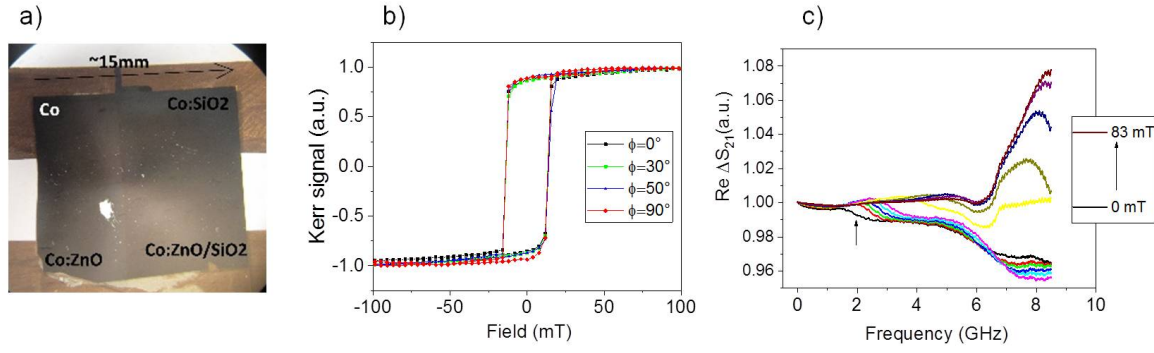 a)
~15mm
Co
Co:SiO2
Co:ZnO
Co:ZnO/SiO2
b)
Kerr signal (a.u.)
1.0
0.5
0.0
-0.5
-1.0
-100 -50 0 50 100
Field (mT)
ϕ=0°
ϕ=30°
ϕ=50°
ϕ=90°
c)
Re ΔS21(a.u.)
1.08
1.06
1.04
1.02
1.00
0.98
0.96
0 2 4 6 8 10
Frequency (GHz)
83 mT
0 mT